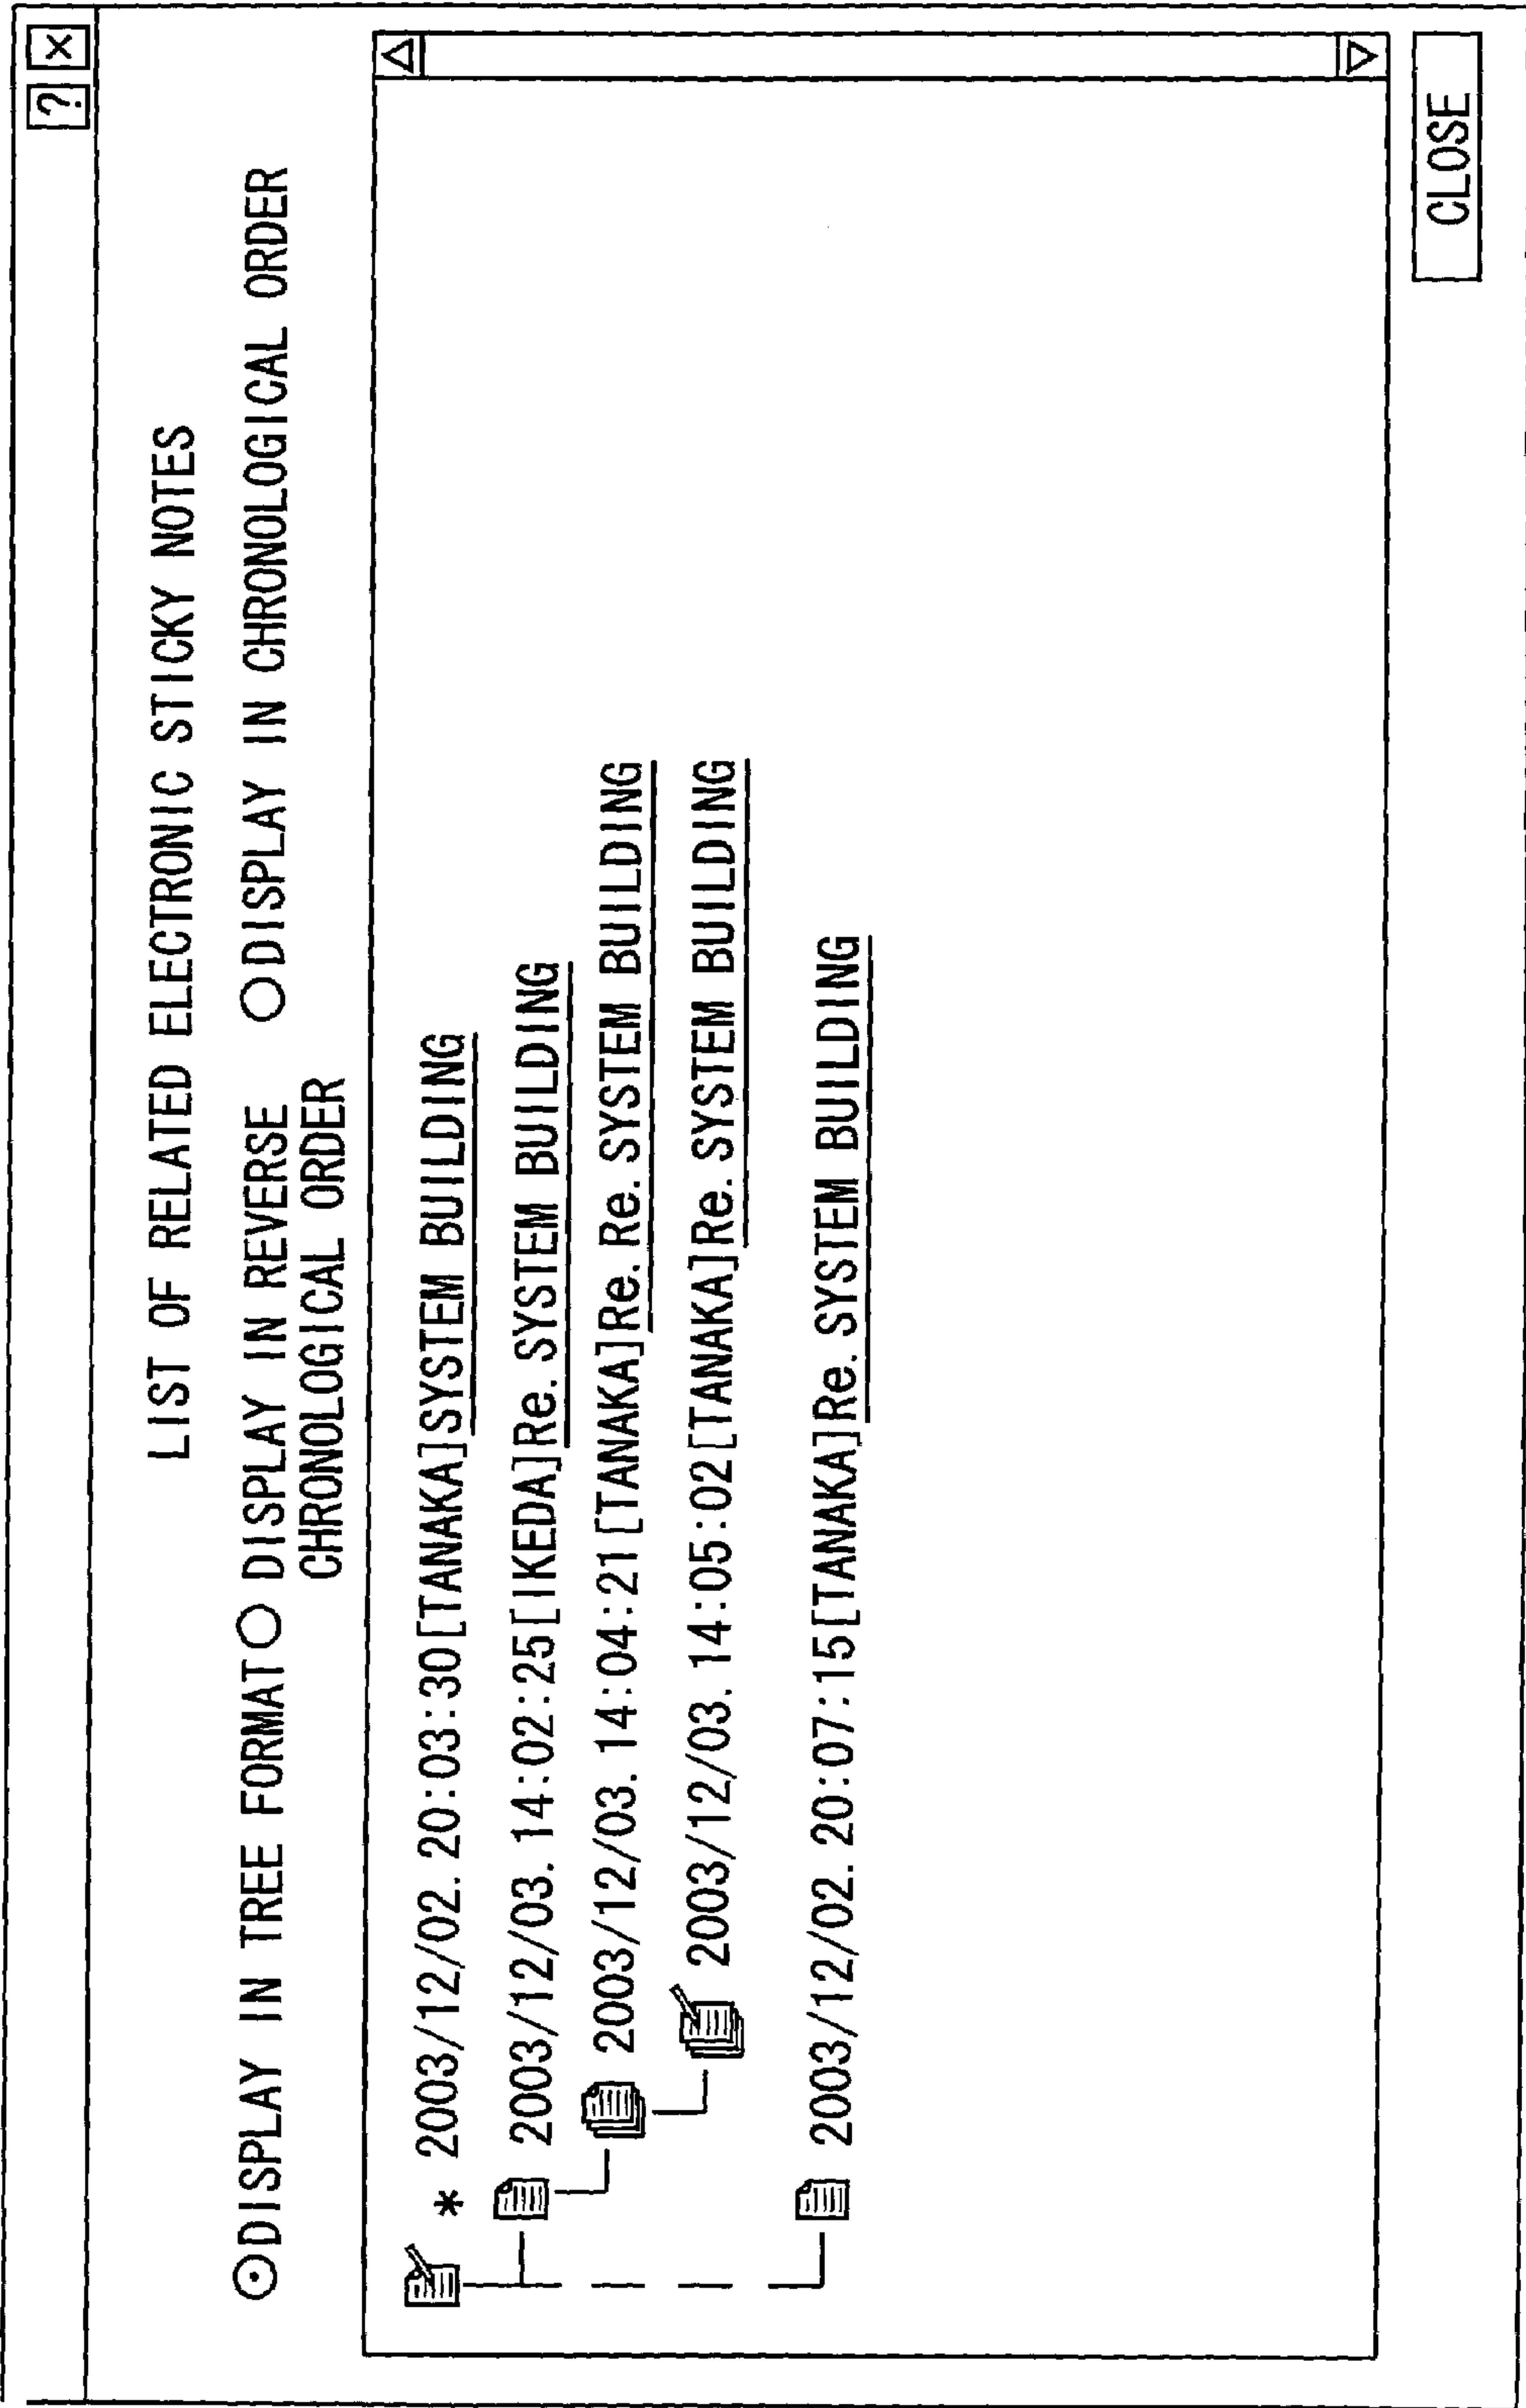 ? ×
LIST OF RELATED ELECTRONIC STICKY NOTES
DISPLAY IN TREE FORMAT DISPLAY IN REVERSE DISPLAY IN CHRONOLOGICAL ORDER
CHRONOLOGICAL ORDER
* 2003/12/02. 20:03:30[TANAKA]SYSTEM BUILDING
2003/12/03. 14:02:25[IKEDA]Re. SYSTEM BUILDING
2003/12/03. 14:04:21[TANAKA]Re. Re. SYSTEM BUILDING
2003/12/03. 14:05:02[TANAKA]Re. SYSTEM BUILDING
2003/12/02. 20:07:15[TANAKA]Re. SYSTEM BUILDING
CLOSE